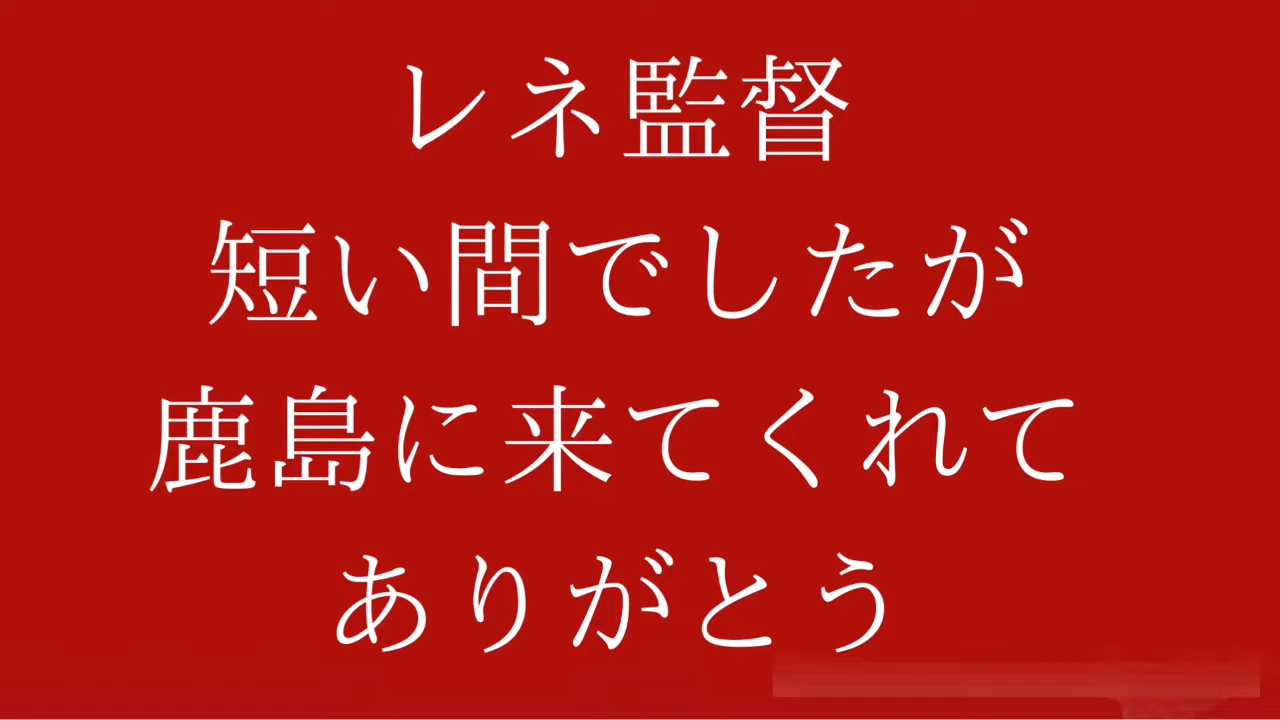 レネ監督
短い間でしたが
鹿島に来てくれて
ありがとう